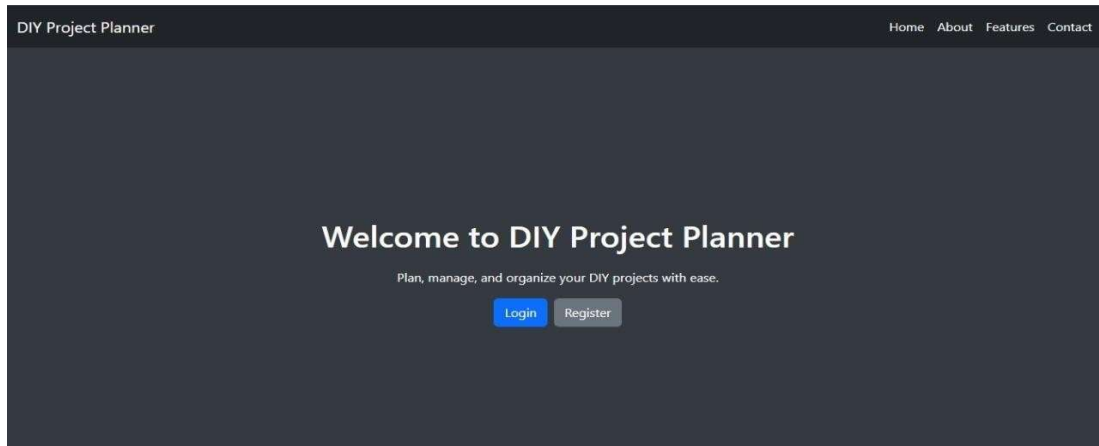 DIY Project Planner
Home About Features Contact
Welcome to DIY Project Planner
Plan, manage, and organize your DIY projects with ease.
Login Register